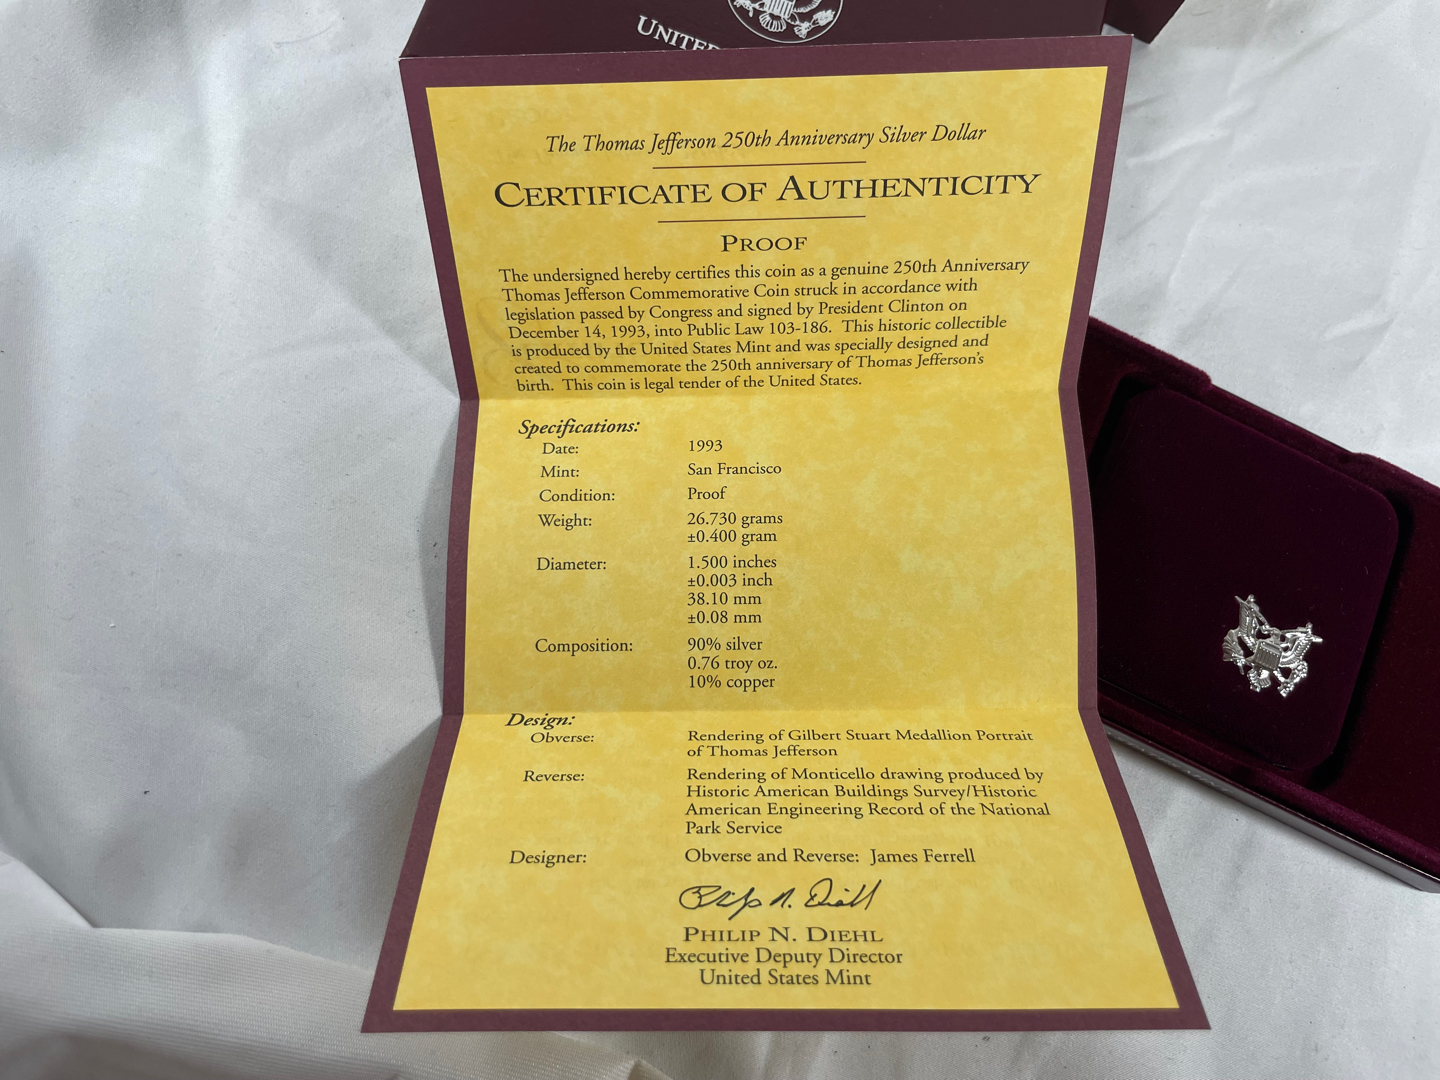 UNITED
The Thomas Jefferson 250th Anniversary Silver Dollar
CERTIFICATE OF AUTHENTICITY
PROOF
The undersigned hereby certifies this coin as a genuine 250th Anniversary
Thomas Jefferson Commemorative Coin struck in accordance with
legislation passed by Congress and signed by President Clinton on
December 14, 1993, into Public Law 103-186. This historic collectible
is produced by the United States Mint and was specially designed and
created to commemorate the 250th anniversary of Thomas Jefferson's
birth. This coin is legal tender of the United States.
Specifications:
Date: 1993
Mint: San Francisco
Condition: Proof
Weight: 26.730 grams
±0.400 gram
Diameter: 1.500 inches
±0.003 inch
38.10 mm
±0.08 mm
Composition: 90% silver
0.76 troy oz.
10% copper
Design:
Obverse: Rendering of Gilbert Stuart Medallion Portrait
of Thomas Jefferson
Reverse: Rendering of Monticello drawing produced by
Historic American Buildings Survey/Historic
American Engineering Record of the National
Park Service
Designer: Obverse and Reverse: James Ferrell
Philip N. Diehl
PHILIP N. DIEHL
Executive Deputy Director
United States Mint